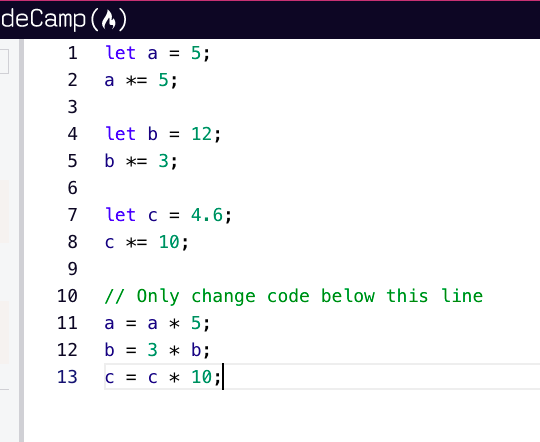 deCamp(🔥)
1 let a = 5;
2 a *= 5;
3
4 let b = 12;
5 b *= 3;
6
7 let c = 4.6;
8 c *= 10;
9
10 // Only change code below this line
11 a = a * 5;
12 b = 3 * b;
13 c = c * 10;